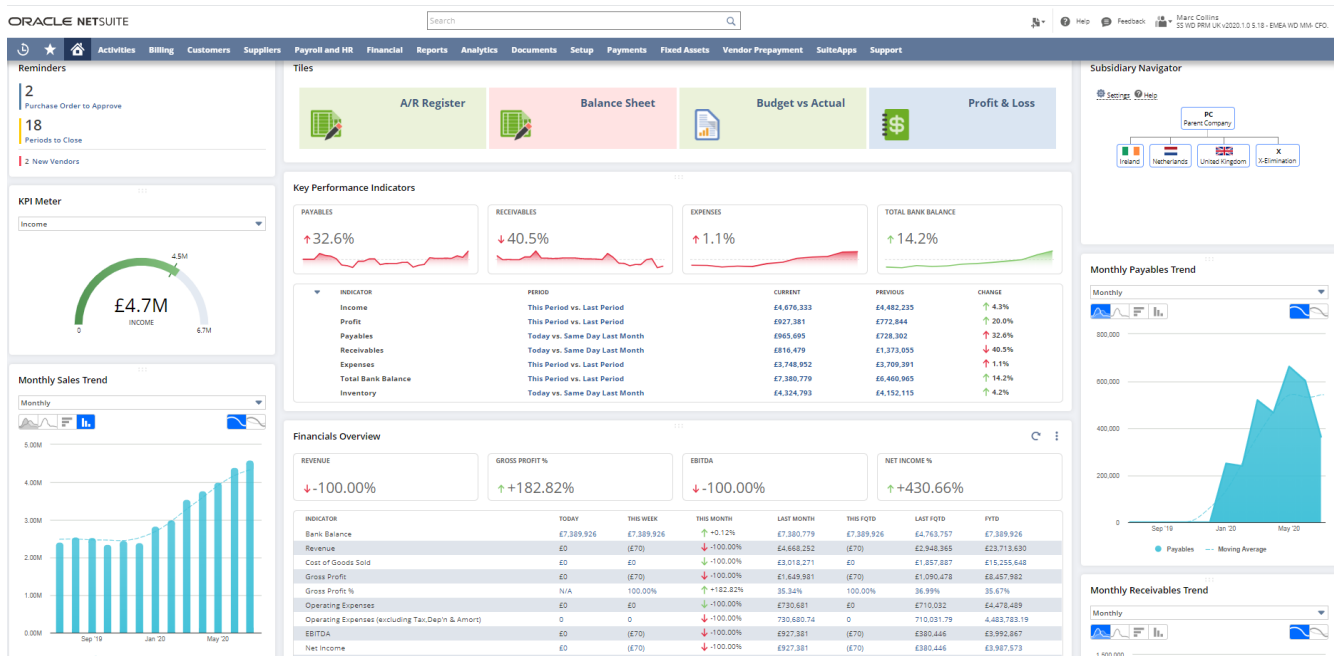 ORACLE NETSUITE
Search
Help
Feedback
Marc Collins
SS WD PRM UK v2020.1.0 5.18 - EMEA WD MM- CFO.
Activities Billing Customers Suppliers Payroll and HR Financial Reports Analytics Documents Setup Payments Fixed Assets Vendor Prepayment SuiteApps Support
Reminders
2
Purchase Order to Approve
18
Periods to Close
2 New Vendors
KPI Meter
Income
4.5M
£4.7M
INCOME
0
6.7M
Monthly Sales Trend
Monthly
5.00M
4.00M
3.00M
2.00M
1.00M
0.00M
Sep '19 Jan '20 May '20
Tiles
A/R Register
Balance Sheet
Budget vs Actual
Profit & Loss
Key Performance Indicators
PAYABLES RECEIVABLES EXPENSES TOTAL BANK BALANCE
32.6% 40.5% 1.1% 14.2%
INDICATOR PERIOD CURRENT PREVIOUS CHANGE
Income This Period vs. Last Period £4,676,333 £4,482,235 4.3%
Profit This Period vs. Last Period £927,381 £772,844 20.0%
Payables Today vs. Same Day Last Month £965,695 £728,302 32.6%
Receivables Today vs. Same Day Last Month £816,479 £1,373,055 40.5%
Expenses This Period vs. Last Period £3,748,952 £3,709,391 1.1%
Total Bank Balance This Period vs. Last Period £7,380,779 £6,460,965 14.2%
Inventory Today vs. Same Day Last Month £4,324,793 £4,152,115 4.2%
Financials Overview
REVENUE GROSS PROFIT % EBITDA NET INCOME %
-100.00% +182.82% -100.00% +430.66%
INDICATOR TODAY THIS WEEK THIS MONTH LAST MONTH THIS FQTD LAST FQTD FYTD
Bank Balance £7,389,926 £7,389,926 +0.12% £7,380,779 £7,389,926 £4,763,757 £7,389,926
Revenue £0 (£70) -100.00% £4,668,252 (£70) £2,948,365 £23,713,630
Cost of Goods Sold £0 £0 -100.00% £3,018,271 £0 £1,857,887 £15,255,648
Gross Profit £0 (£70) -100.00% £1,649,981 (£70) £1,090,478 £8,457,982
Gross Profit % N/A 100.00% +182.82% 35.34% 100.00% 36.99% 35.67%
Operating Expenses £0 £0 -100.00% £730,681 £0 £710,032 £4,478,489
Operating Expenses (excluding Tax,Dep'n & Amort) 0 0 -100.00% 730,680.74 0 710,031.79 4,483,783.19
EBITDA £0 (£70) -100.00% £927,381 (£70) £380,446 £3,992,867
Net Income £0 (£70) -100.00% £927,381 (£70) £380,446 £3,987,573
Subsidiary Navigator
Settings Help
PC
Parent Company
Ireland
Netherlands
United Kingdom
X
X-Elimination
Monthly Payables Trend
Monthly
800,000
600,000
400,000
200,000
0
Sep '19 Jan '20 May '20
Payables Moving Average
Monthly Receivables Trend
Monthly
1,500,000